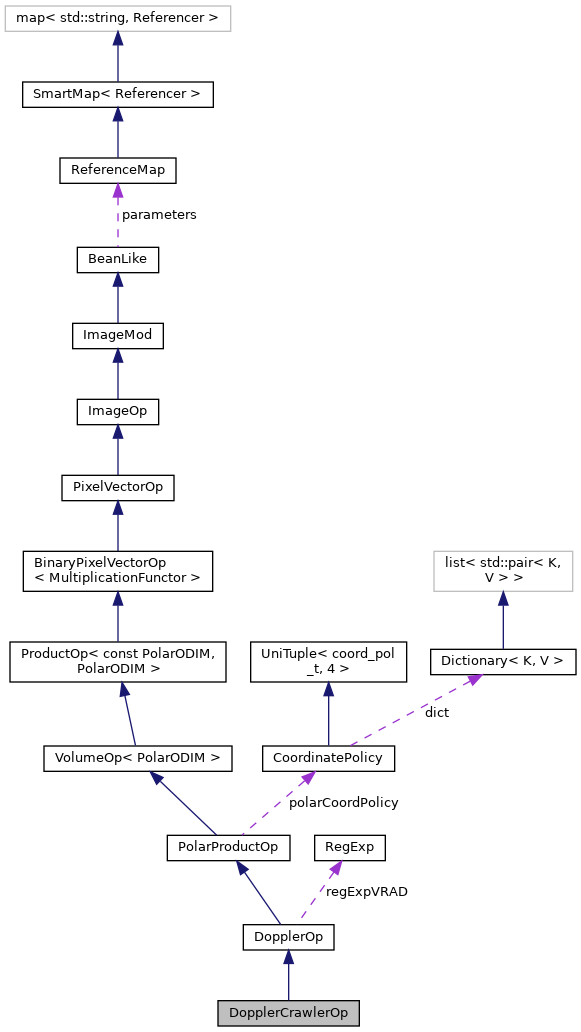 map< std::string, Referencer >
SmartMap< Referencer >
ReferenceMap
parameters
BeanLike
ImageMod
ImageOp
PixelVectorOp
BinaryPixelVectorOp
< MultiplicationFunctor >
list< std::pair< K,
V > >
ProductOp< const PolarODIM,
PolarODIM >
UniTuple< coord_pol
_t, 4 >
Dictionary< K, V >
dict
VolumeOp< PolarODIM >
CoordinatePolicy
polarCoordPolicy
PolarProductOp
RegExp
regExpVRAD
DopplerOp
DopplerCrawlerOp